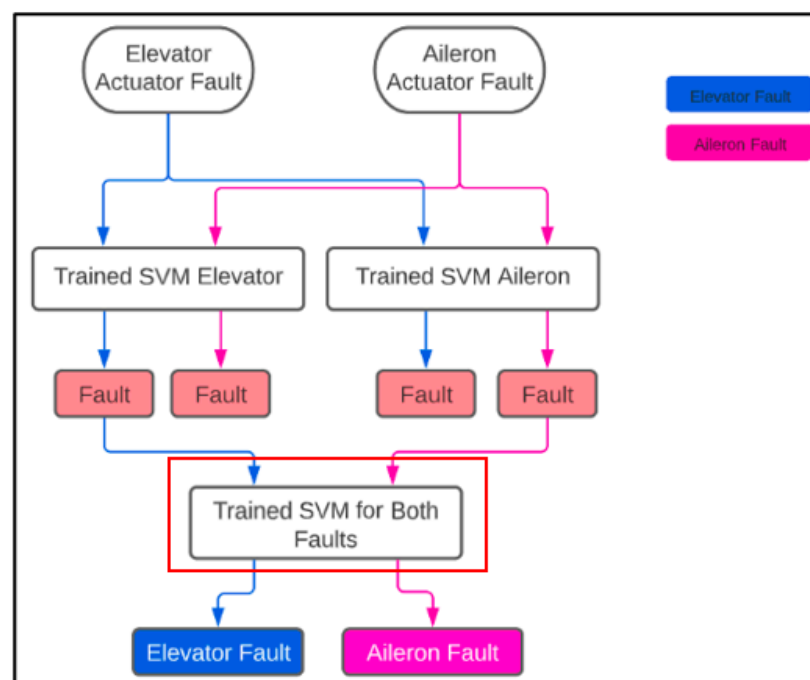 Elevator
Actuator Fault
Aileron
Actuator Fault
Elevator Fault
Aileron Fault
Trained SVM Elevator
Trained SVM Aileron
Fault
Fault
Fault
Fault
Trained SVM for Both
Faults
Elevator Fault
Aileron Fault